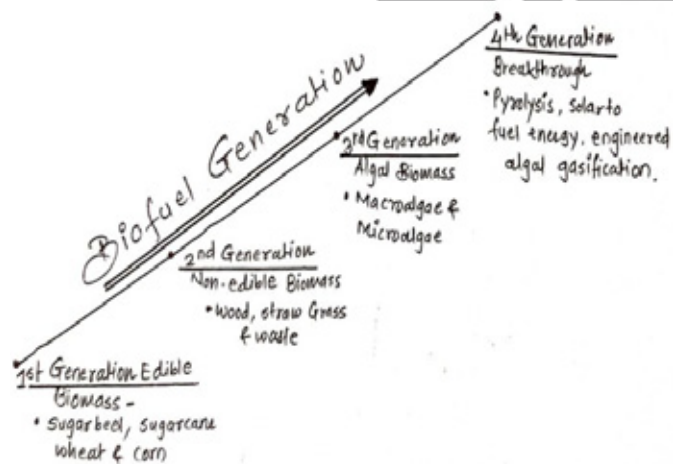 Biofuel Generation
4th Generation
Breakthrough
• Pyrolysis, solar to
fuel energy, engineered
algal gasification.
3rd Generation
Algal Biomass
• Macroalgae &
Microalgae
2nd Generation
Non-edible Biomass
• Wood, straw Grass
& waste
1st Generation Edible
Biomass -
• Sugarbeet, sugarcane
wheat & corn